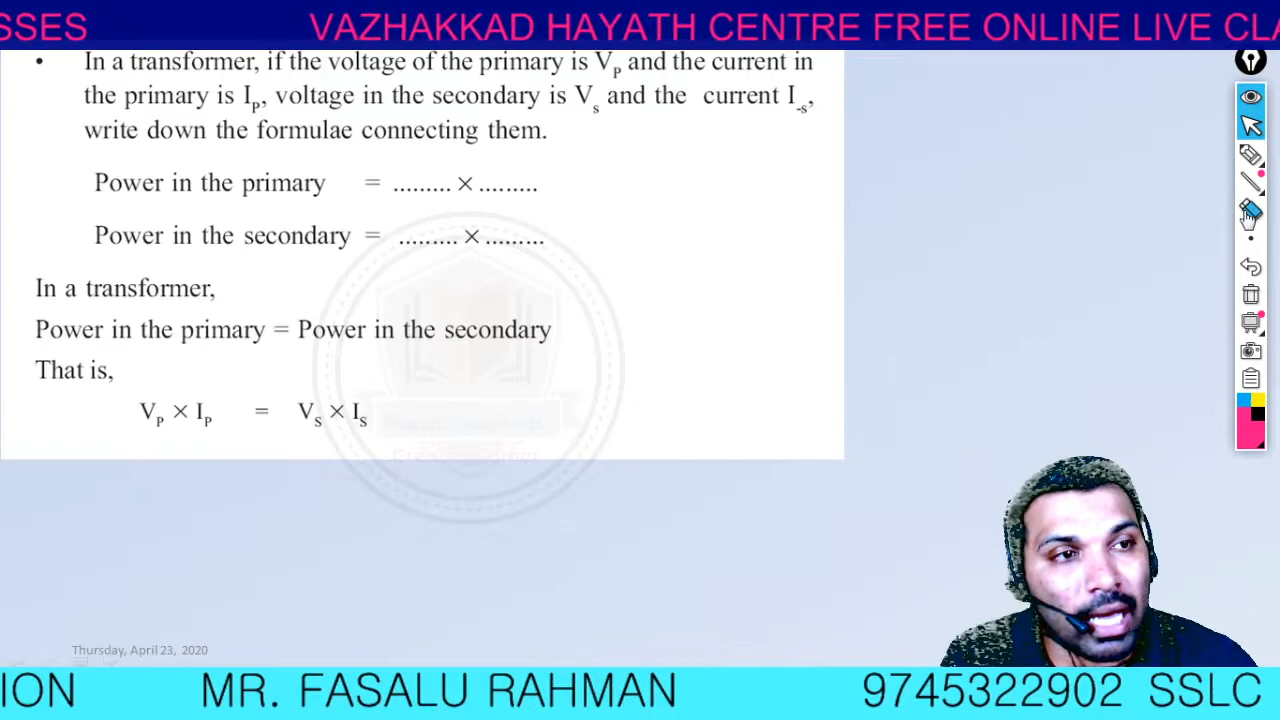 SSES VAZHAKKAD HAYATH CENTRE FREE ONLINE LIVE CLA
• In a transformer, if the voltage of the primary is VP and the current in
the primary is IP, voltage in the secondary is Vs and the current I-s,
write down the formulae connecting them.
Power in the primary = ......... × .........
Power in the secondary = ......... × .........
In a transformer,
Power in the primary = Power in the secondary
That is,
VP × IP = VS × IS
Thursday, April 23, 2020
ION MR. FASALU RAHMAN 9745322902 SSLC